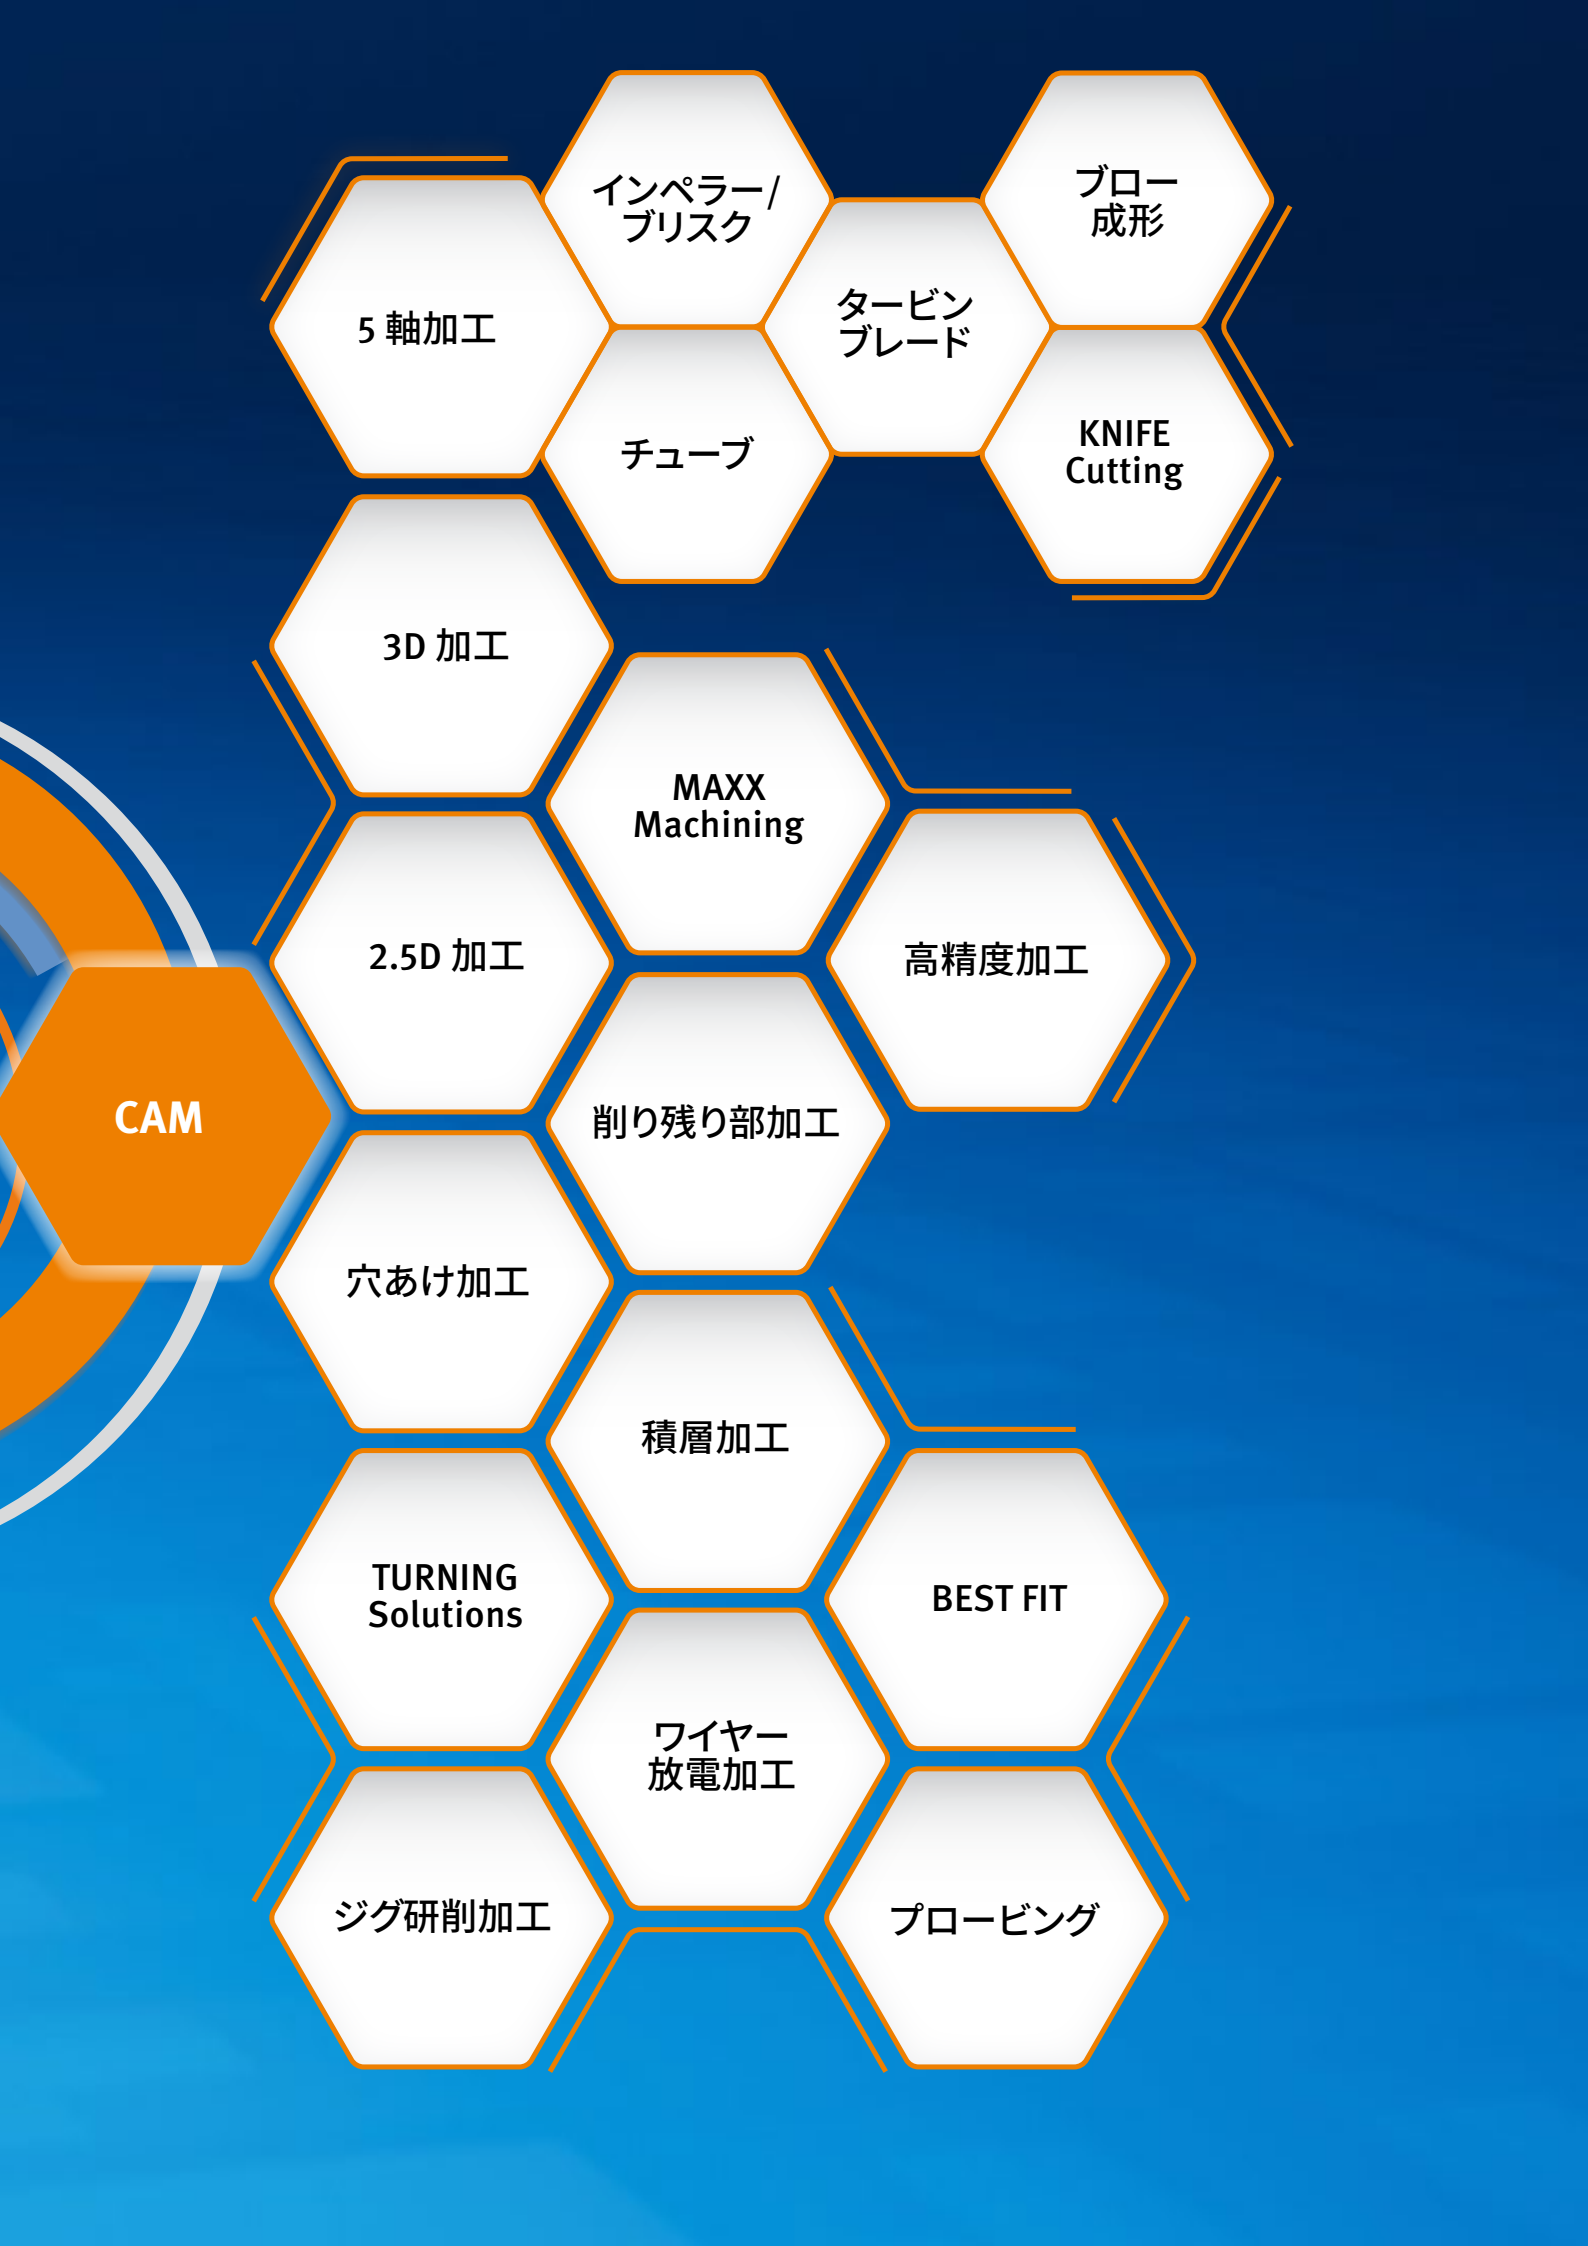 インペラー/
ブリスク
ブロー
成形
5 軸加工
タービン
ブレード
チューブ
KNIFE
Cutting
3D 加工
MAXX
Machining
2.5D 加工
高精度加工
CAM
削り残り部加工
穴あけ加工
積層加工
TURNING
Solutions
BEST FIT
ワイヤー
放電加工
ジグ研削加工
プロービング